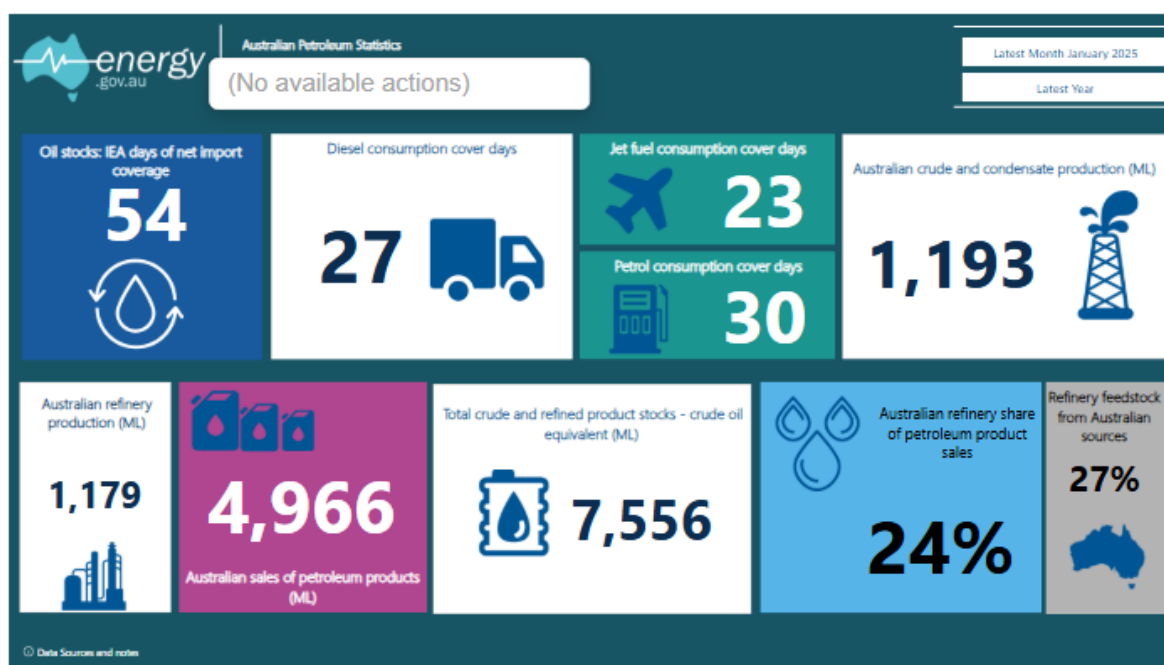 energy
.gov.au
Australian Petroleum Statistics
(No available actions)
Latest Month January 2025
Latest Year
Oil stocks: IEA days of net import
coverage
54
Diesel consumption cover days
27
Jet fuel consumption cover days
23
Petrol consumption cover days
30
Australian crude and condensate production (ML)
1,193
Australian refinery
production (ML)
1,179
4,966
Australian sales of petroleum products
(ML)
Total crude and refined product stocks - crude oil
equivalent (ML)
7,556
Australian refinery share
of petroleum product
sales
24%
Refinery feedstock
from Australian
sources
27%
Data Sources and notes